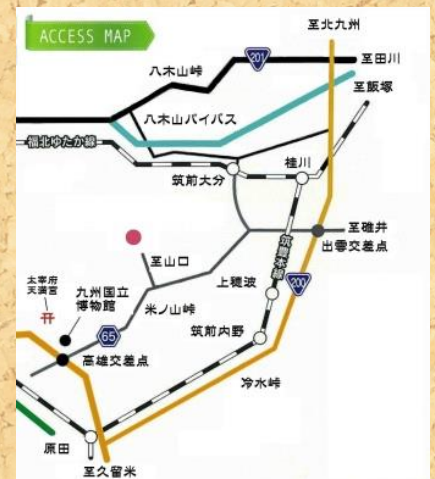 ACCESS MAP
至北九州
201
至田川
八木山峠
至飯塚
八木山バイパス
福北ゆたか線
桂川
筑前大分
至碓井
出雲交差点
筑豊本線
至山口
上穂波
200
太宰府
天満宮
九州国立
博物館
米ノ山峠
65
筑前内野
高雄交差点
冷水峠
原田
至久留米